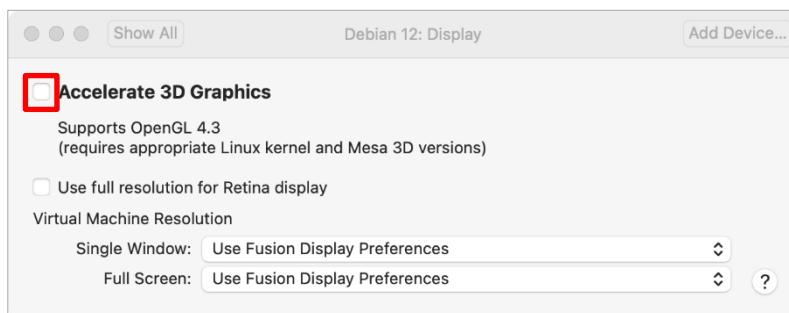 Show All
Debian 12: Display
Add Device...
Accelerate 3D Graphics
Supports OpenGL 4.3
(requires appropriate Linux kernel and Mesa 3D versions)
Use full resolution for Retina display
Virtual Machine Resolution
Single Window: Use Fusion Display Preferences
Full Screen: Use Fusion Display Preferences
?